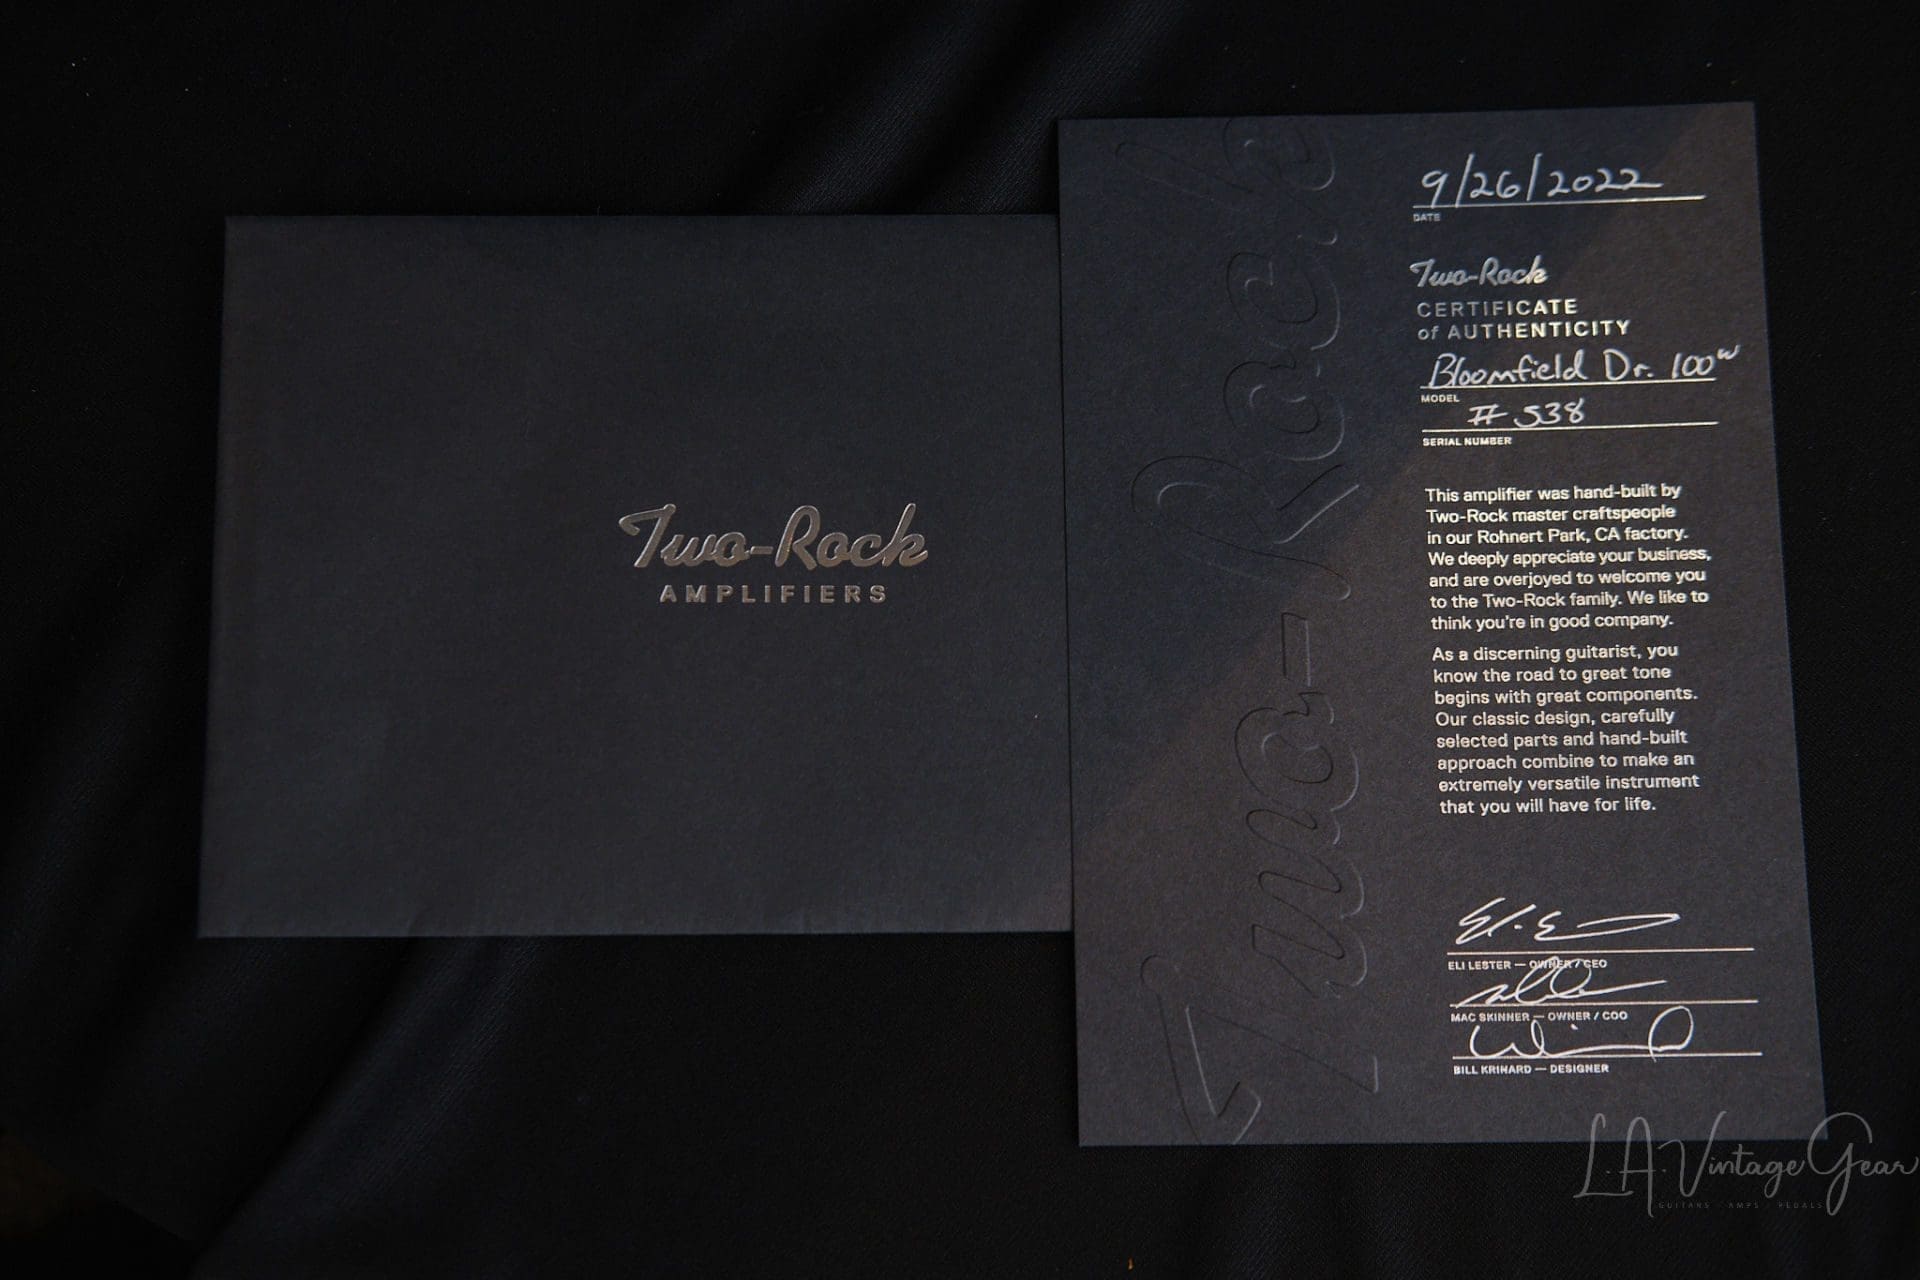 Two-Rock
AMPLIFIERS
Two-Rock
9/26/2022
DATE
Two-Rock
CERTIFICATE
of AUTHENTICITY
Bloomfield Dr. 100w
MODEL
# 538
SERIAL NUMBER
This amplifier was hand-built by
Two-Rock master craftspeople
in our Rohnert Park, CA factory.
We deeply appreciate your business,
and are overjoyed to welcome you
to the Two-Rock family. We like to
think you're in good company.
As a discerning guitarist, you
know the road to great tone
begins with great components.
Our classic design, carefully
selected parts and hand-built
approach combine to make an
extremely versatile instrument
that you will have for life.
ELI LESTER — OWNER / CEO
MAC SKINNER — OWNER / COO
BILL KRINARD — DESIGNER
L.A. Vintage Gear
GUITARS · AMPS · PEDALS